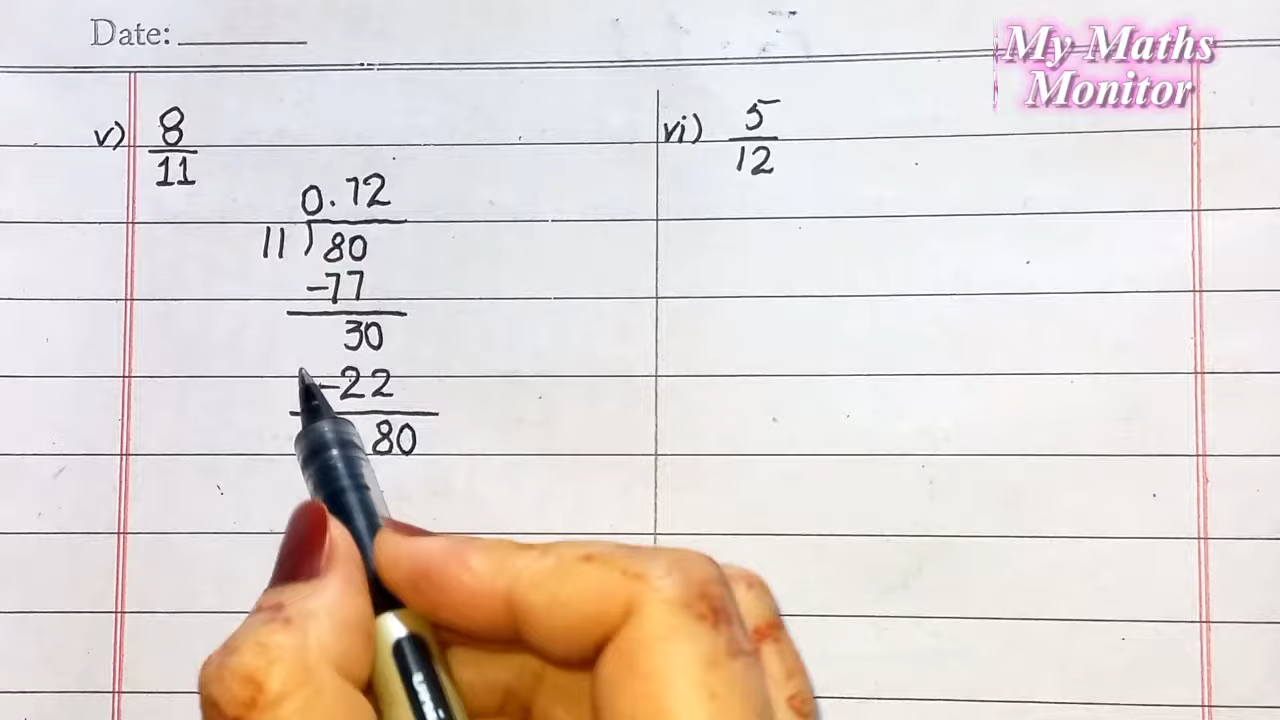 Date:
My Maths
Monitor
v) 8/11
0.72
11)80
-77
30
-22
80
vi) 5/12